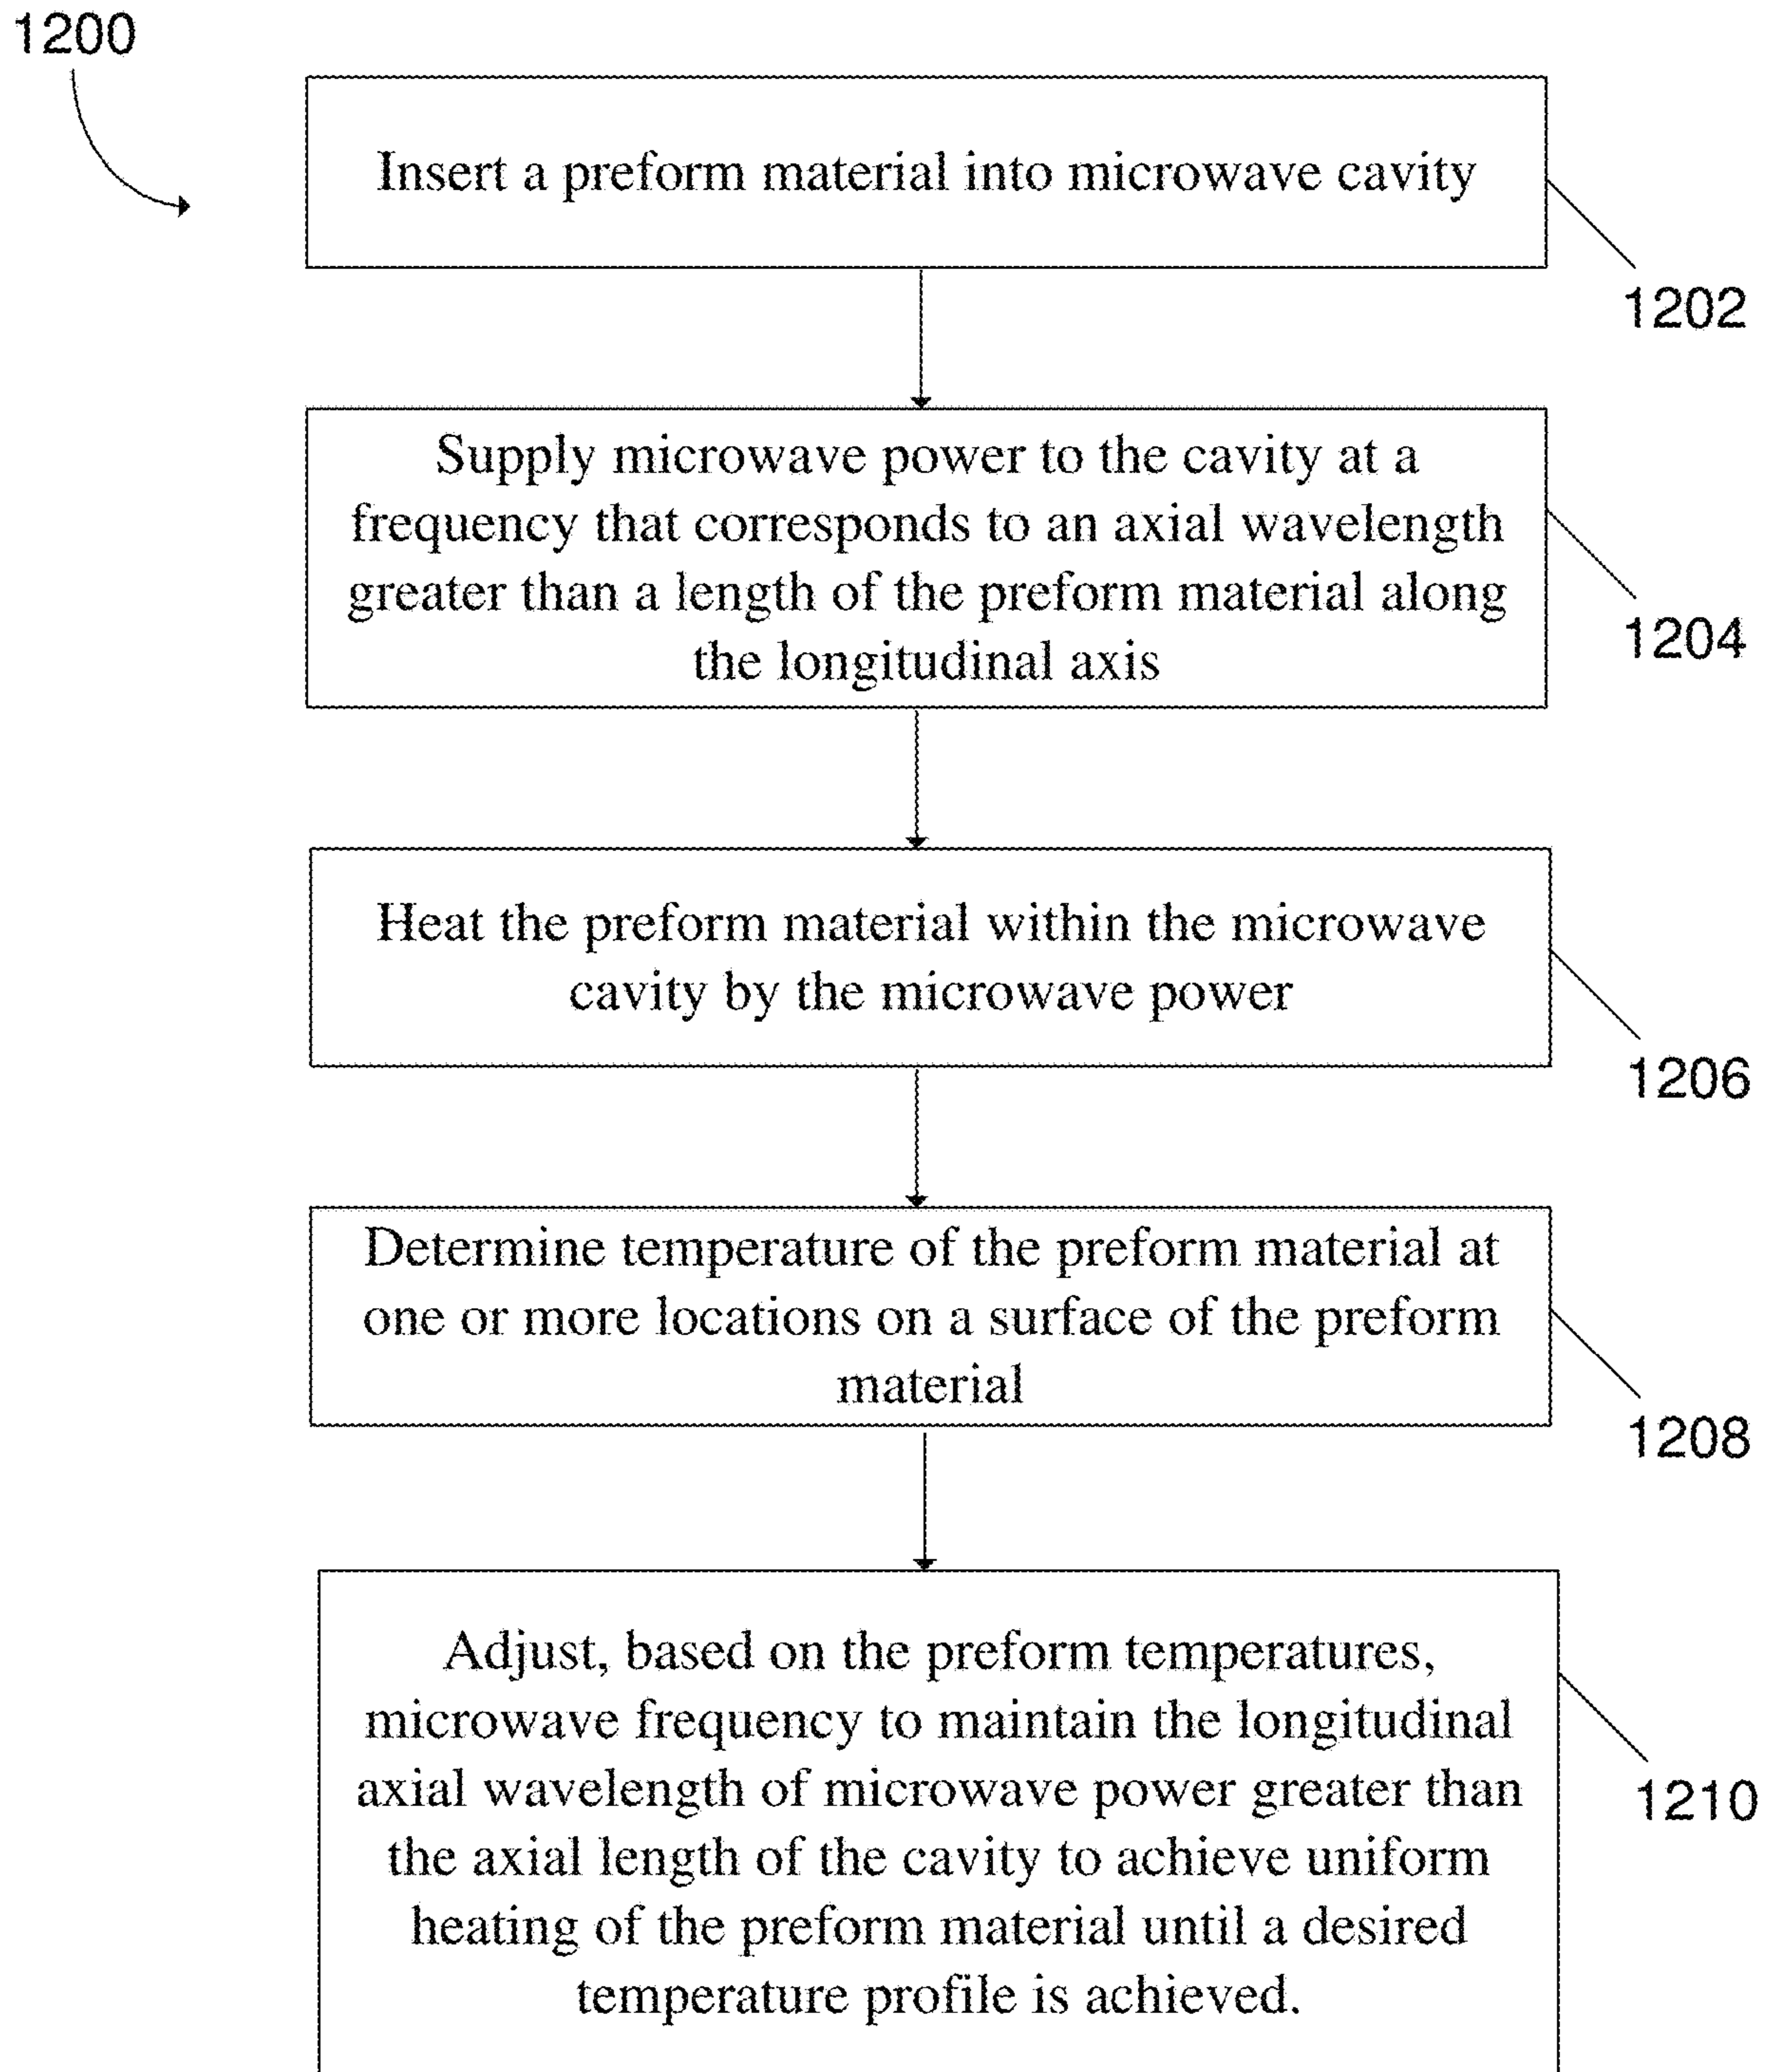 1200
Insert a preform material into microwave cavity
1202
Supply microwave power to the cavity at a
frequency that corresponds to an axial wavelength
greater than a length of the preform material along
the longitudinal axis
1204
Heat the preform material within the microwave
cavity by the microwave power
1206
Determine temperature of the preform material at
one or more locations on a surface of the preform
material
1208
Adjust, based on the preform temperatures,
microwave frequency to maintain the longitudinal
axial wavelength of microwave power greater than
the axial length of the cavity to achieve uniform
heating of the preform material until a desired
temperature profile is achieved.
1210